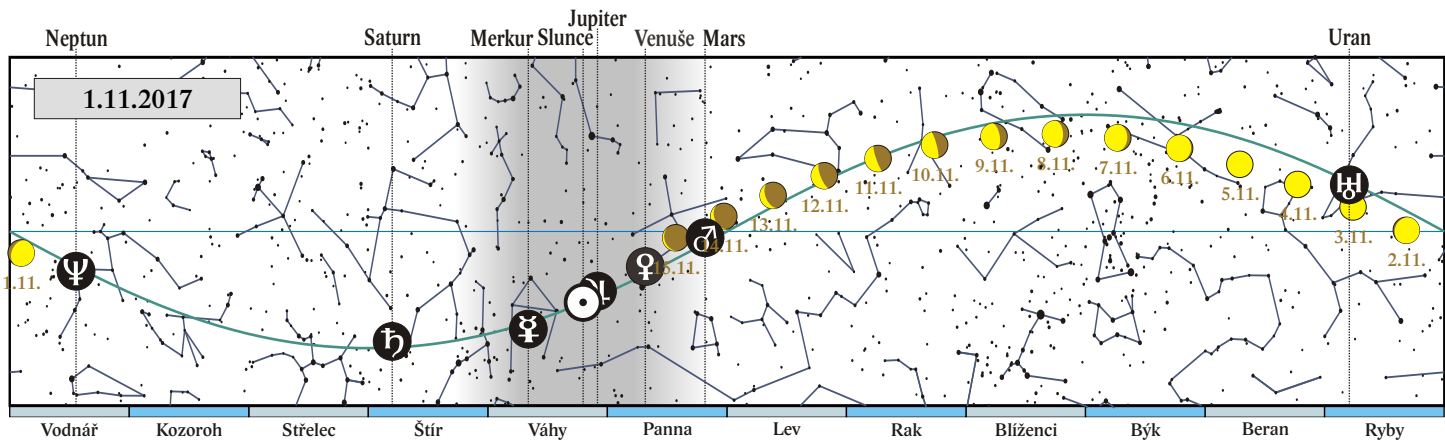 Jupiter
Neptun Saturn Merkur Slunce Venuše Mars Uran
1.11.2017
9.11. 8.11. 7.11.
10.11. 6.11.
11.11. 5.11.
12.11. 4.11.
13.11. 3.11.
14.11. 2.11.
15.11.
1.11.
Vodnář Kozoroh Střelec Štír Váhy Panna Lev Rak Blíženci Býk Beran Ryby